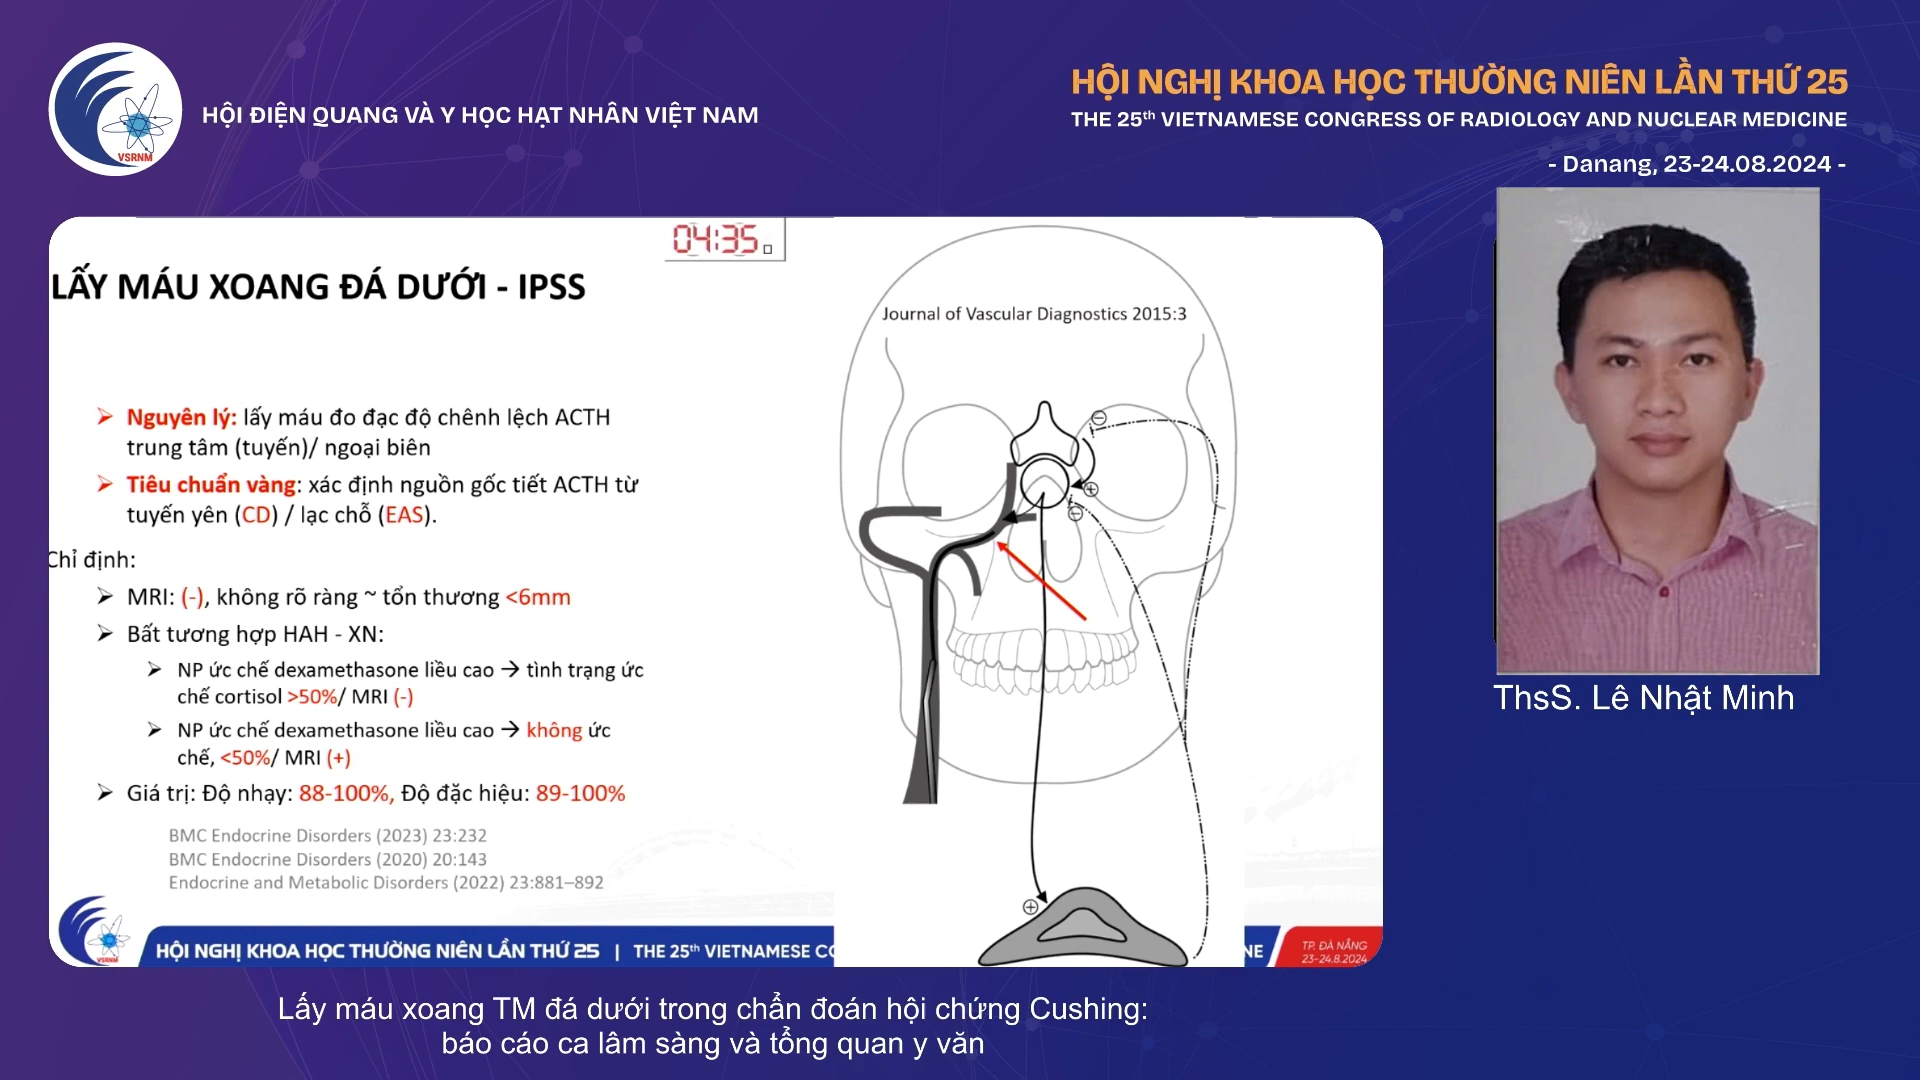 VSRNM
HỘI ĐIỆN QUANG VÀ Y HỌC HẠT NHÂN VIỆT NAM
HỘI NGHỊ KHOA HỌC THƯỜNG NIÊN LẦN THỨ 25
THE 25th VIETNAMESE CONGRESS OF RADIOLOGY AND NUCLEAR MEDICINE
- Danang, 23-24.08.2024 -
04:35
LẤY MÁU XOANG ĐÁ DƯỚI - IPSS
Journal of Vascular Diagnostics 2015:3
➢ Nguyên lý: lấy máu đo đạc độ chênh lệch ACTH
trung tâm (tuyến)/ ngoại biên
➢ Tiêu chuẩn vàng: xác định nguồn gốc tiết ACTH từ
tuyến yên (CD) / lạc chỗ (EAS).
Chỉ định:
➢ MRI: (-), không rõ ràng ~ tổn thương <6mm
➢ Bất tương hợp HAH - XN:
➢ NP ức chế dexamethasone liều cao → tình trạng ức
chế cortisol >50%/ MRI (-)
➢ NP ức chế dexamethasone liều cao → không ức
chế, <50%/ MRI (+)
➢ Giá trị: Độ nhạy: 88-100%, Độ đặc hiệu: 89-100%
BMC Endocrine Disorders (2023) 23:232
BMC Endocrine Disorders (2020) 20:143
Endocrine and Metabolic Disorders (2022) 23:881–892
VSRNM
HỘI NGHỊ KHOA HỌC THƯỜNG NIÊN LẦN THỨ 25 | THE 25th VIETNAMESE CO
NE
TP. ĐÀ NẴNG
23-24.8.2024
ThsS. Lê Nhật Minh
Lấy máu xoang TM đá dưới trong chẩn đoán hội chứng Cushing:
báo cáo ca lâm sàng và tổng quan y văn